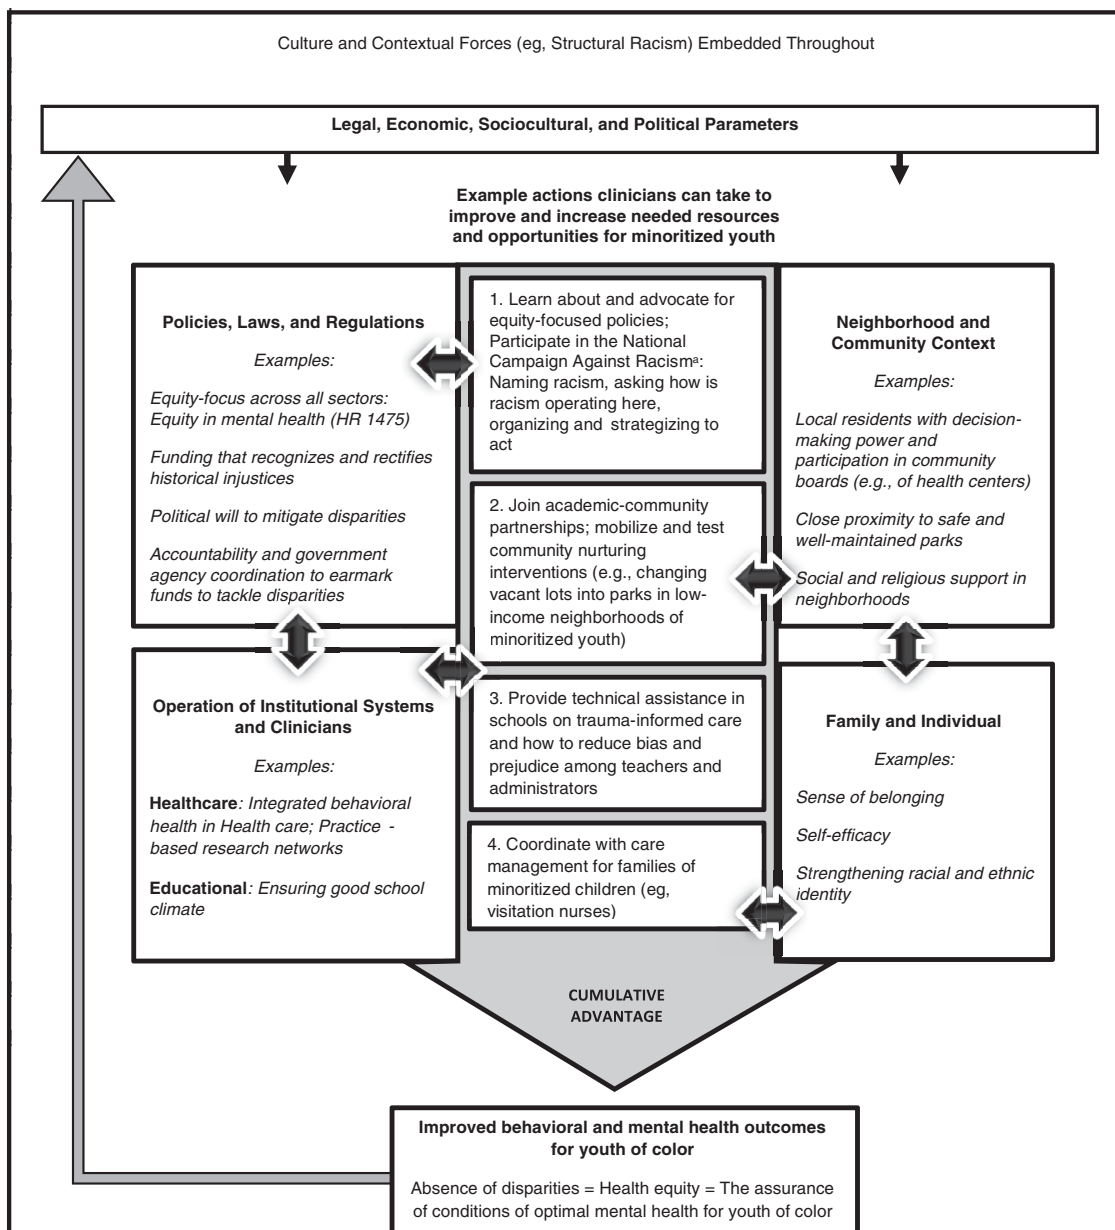 Culture and Contextual Forces (eg, Structural Racism) Embedded Throughout
Legal, Economic, Sociocultural, and Political Parameters
Example actions clinicians can take to
improve and increase needed resources
and opportunities for minoritized youth
Policies, Laws, and Regulations
Examples:
Equity-focus across all sectors:
Equity in mental health (HR 1475)
Funding that recognizes and rectifies
historical injustices
Political will to mitigate disparities
Accountability and government
agency coordination to earmark
funds to tackle disparities
1. Learn about and advocate for
equity-focused policies;
Participate in the National
Campaign Against Racismᵃ:
Naming racism, asking how is
racism operating here,
organizing and strategizing to
act
Neighborhood and
Community Context
Examples:
Local residents with decision-
making power and
participation in community
boards (e.g., of health centers)
Close proximity to safe and
well-maintained parks
Social and religious support in
neighborhoods
2. Join academic-community
partnerships; mobilize and test
community nurturing
interventions (e.g., changing
vacant lots into parks in low-
income neighborhoods of
minoritized youth)
Operation of Institutional Systems
and Clinicians
Examples:
Healthcare: Integrated behavioral
health in Health care; Practice -
based research networks
Educational: Ensuring good school
climate
3. Provide technical assistance in
schools on trauma-informed care
and how to reduce bias and
prejudice among teachers and
administrators
4. Coordinate with care
management for families of
minoritized children (eg,
visitation nurses)
Family and Individual
Examples:
Sense of belonging
Self-efficacy
Strengthening racial and ethnic
identity
CUMULATIVE
ADVANTAGE
Improved behavioral and mental health outcomes
for youth of color
Absence of disparities = Health equity = The assurance
of conditions of optimal mental health for youth of color